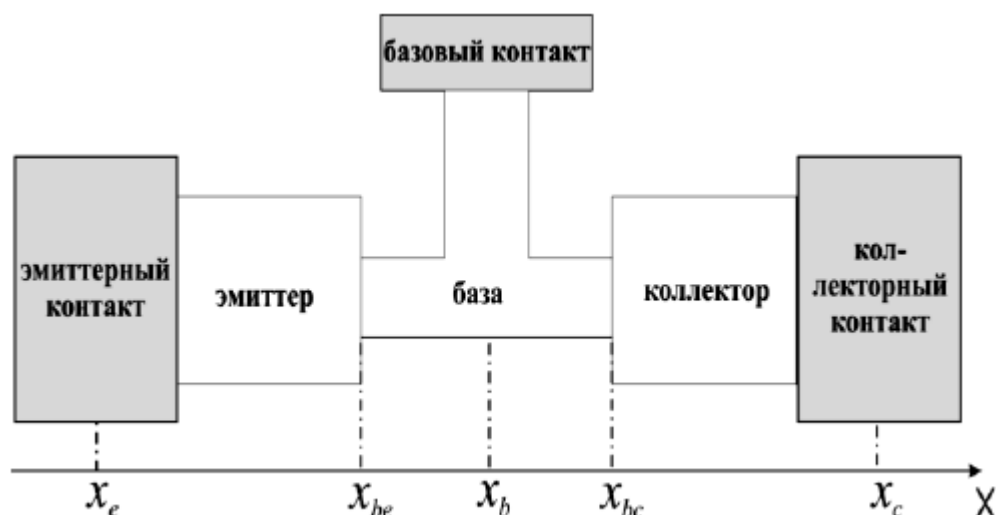 базовый контакт
эмиттерный
контакт
эмиттер
база
коллектор
кол-
лекторный
контакт
x_e
x_be
x_b
x_bc
x_c
X